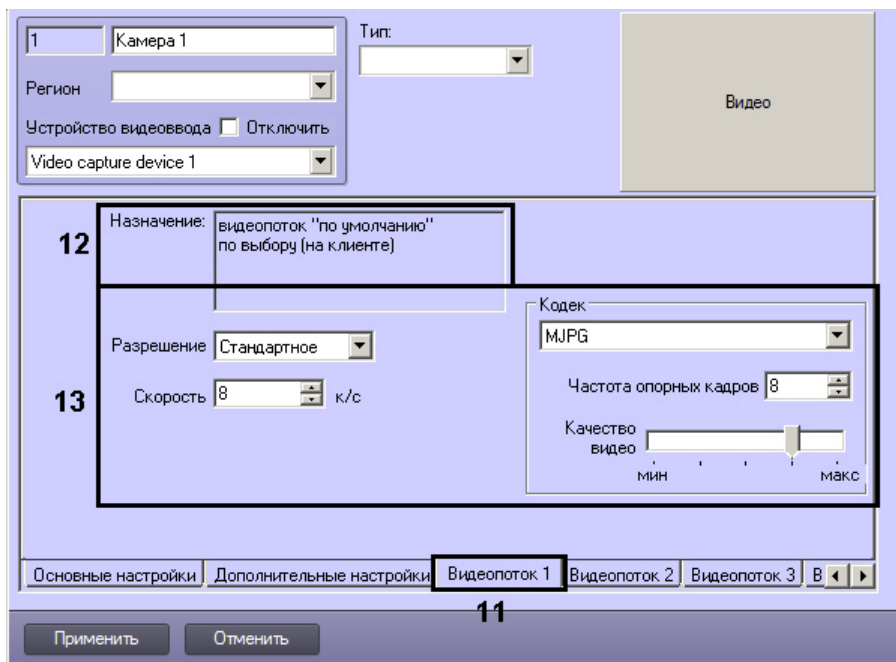 1 Камера 1
Тип:
Регион
Видео
Устройство видеоввода Отключить
Video capture device 1
12
Назначение: видеопоток "по умолчанию"
по выбору (на клиенте)
13
Разрешение Стандартное
Скорость 8 к/с
Кодек
MJPG
Частота опорных кадров 8
Качество
видео
мин макс
Основные настройки Дополнительные настройки Видеопоток 1 Видеопоток 2 Видеопоток 3 В
11
Применить Отменить